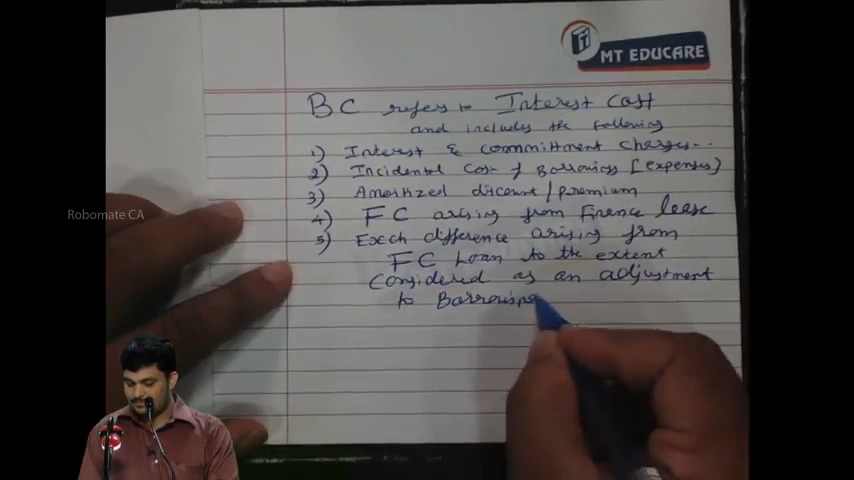 MT EDUCARE
BC refers to Interest Cost
and includes the following
1) Interest & committment charges..
2) Incidental cost of Borrowings [expenses]
3) Amortized discount/premium
4) FC arising from Finance lease
5) Exch difference arising from
FC Loan to the extent
Considered as an adjustment
to
Robomate CA